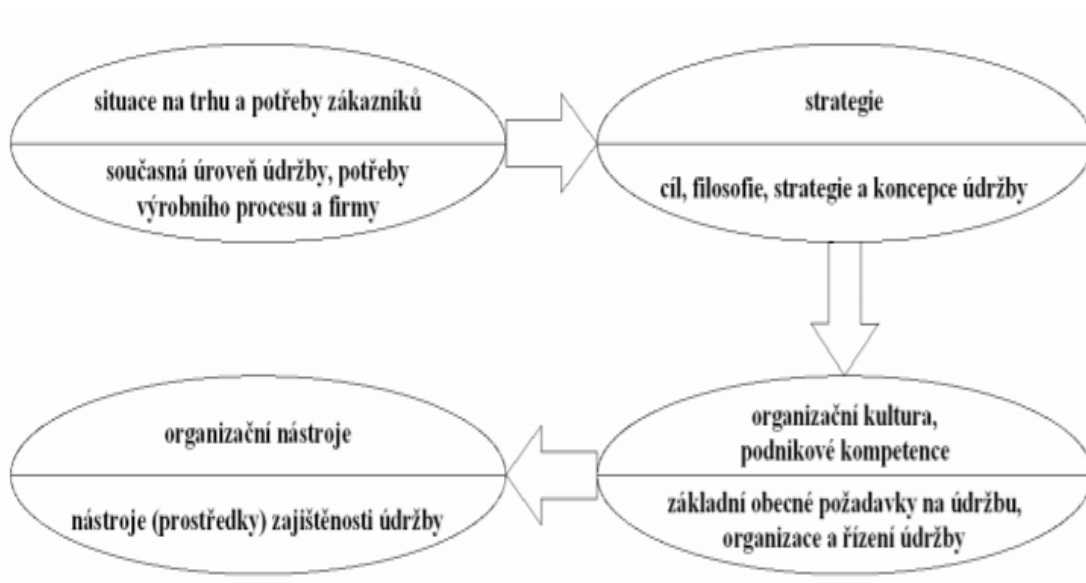 situace na trhu a potřeby zákazníků
současná úroveň údržby, potřeby
výrobního procesu a firmy
strategie
cíl, filosofie, strategie a koncepce údržby
organizační kultura,
podnikové kompetence
základní obecné požadavky na údržbu,
organizace a řízení údržby
organizační nástroje
nástroje (prostředky) zajištěnosti údržby